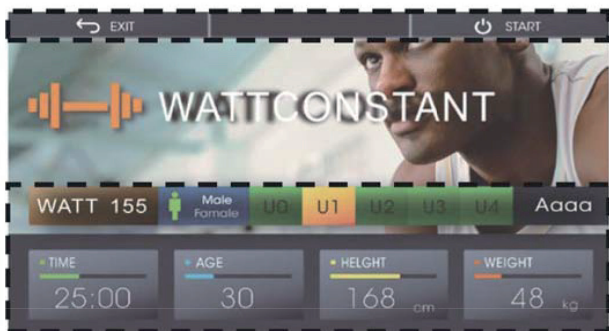 EXIT START
WATTCONSTANT
WATT 155 Male U0 U1 U2 U3 U4 Aaaa
Famale
TIME AGE HELGHT WEIGHT
25:00 30 168 cm 48 kg